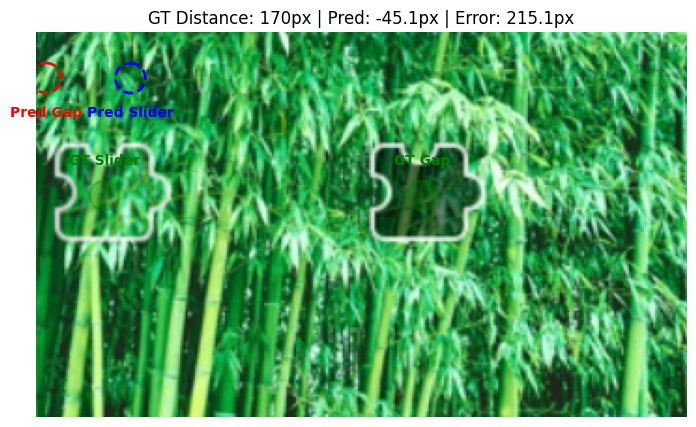 GT Distance: 170px | Pred: -45.1px | Error: 215.1px
Pred Gap Pred Slider
GT Slider GT Gap